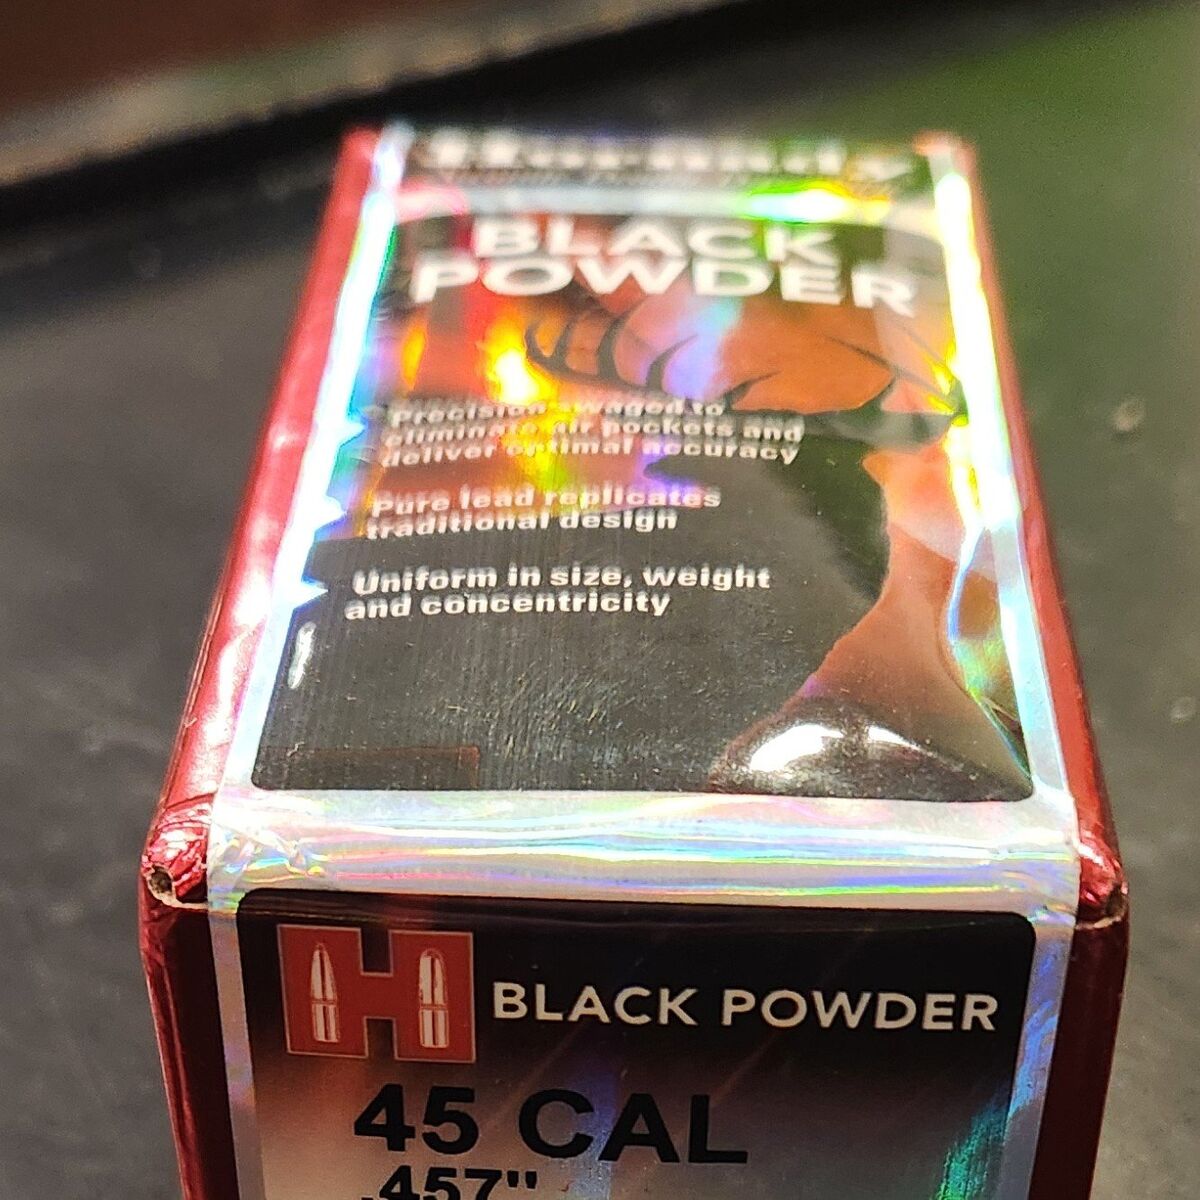 Hornady
BLACK
POWDER
Precision swaged to
eliminate air pockets and
deliver optimal accuracy
Pure lead replicates
traditional design
Uniform in size, weight
and concentricity
H BLACK POWDER
45 CAL
.457"